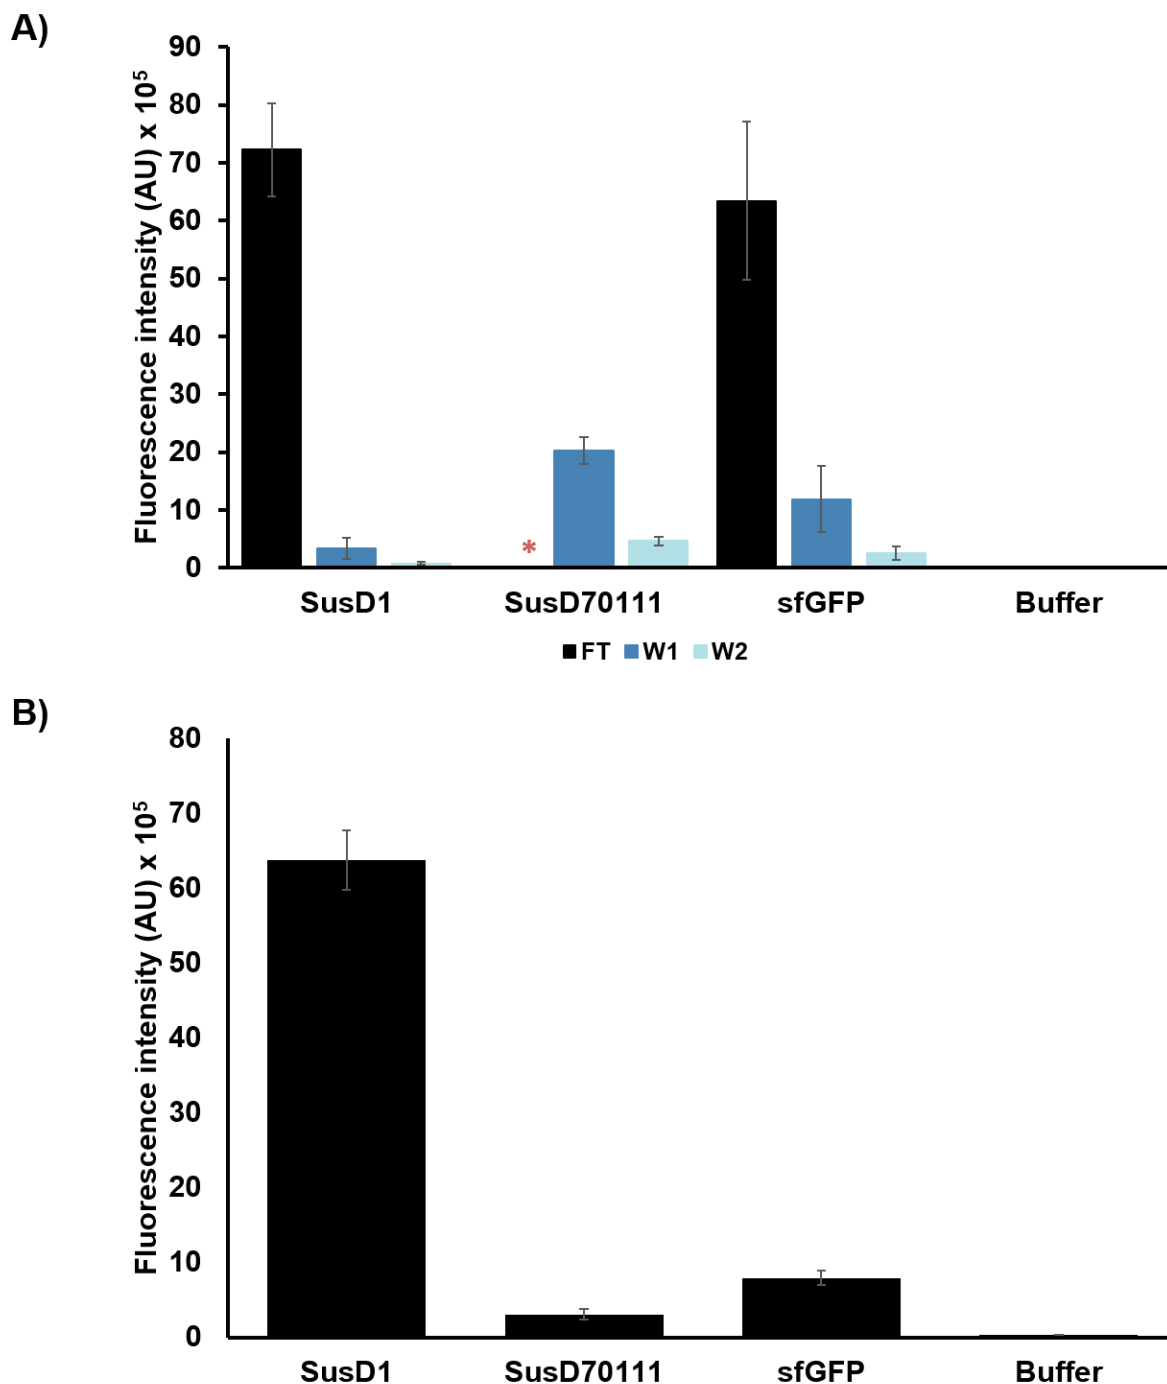 A)
Fluorescence intensity (AU) x 10⁵
90
80
70
60
50
40
30
20
10
0
*
SusD1 SusD70111 sfGFP Buffer
FT W1 W2
B)
Fluorescence intensity (AU) x 10⁵
80
70
60
50
40
30
20
10
0
SusD1 SusD70111 sfGFP Buffer